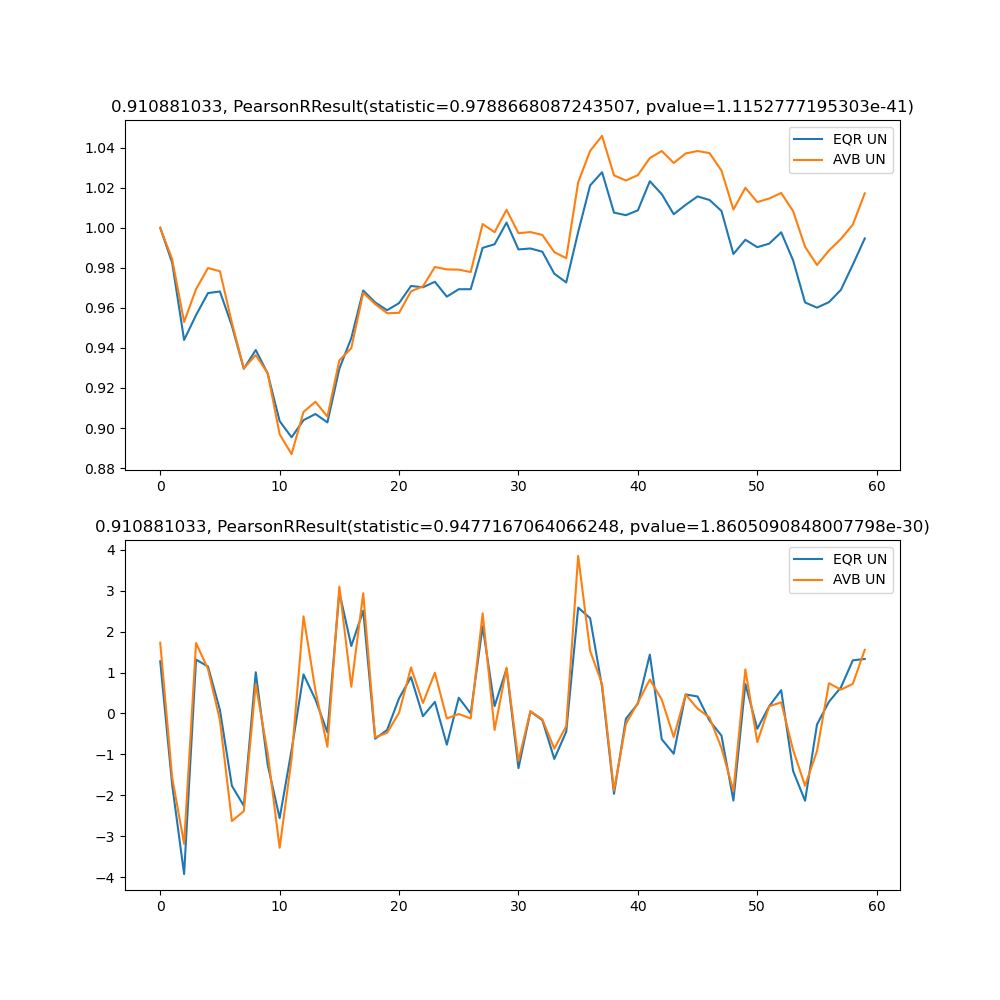 0.910881033, PearsonRResult(statistic=0.9788668087243507, pvalue=1.1152777195303e-41)
EQR UN
AVB UN
1.04
1.02
1.00
0.98
0.96
0.94
0.92
0.90
0.88
0 10 20 30 40 50 60
0.910881033, PearsonRResult(statistic=0.9477167064066248, pvalue=1.8605090848007798e-30)
EQR UN
AVB UN
4
3
2
1
0
−1
−2
−3
−4
0 10 20 30 40 50 60